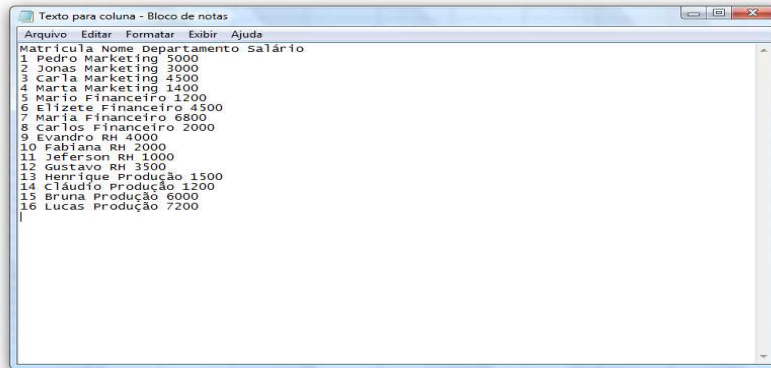 Texto para coluna - Bloco de notas
Arquivo Editar Formatar Exibir Ajuda
Matricula Nome Departamento Salário
1 Pedro Marketing 5000
2 Jonas Marketing 3000
3 Carla Marketing 4500
4 Marta Marketing 1400
5 Mario Financeiro 1200
6 Elizete Financeiro 4500
7 Maria Financeiro 6800
8 Carlos Financeiro 2000
9 Evandro RH 4000
10 Fabiana RH 2000
11 Jeferson RH 1000
12 Gustavo RH 3500
13 Henrique Produção 1500
14 Cláudio Produção 1200
15 Bruna Produção 6000
16 Lucas Produção 7200